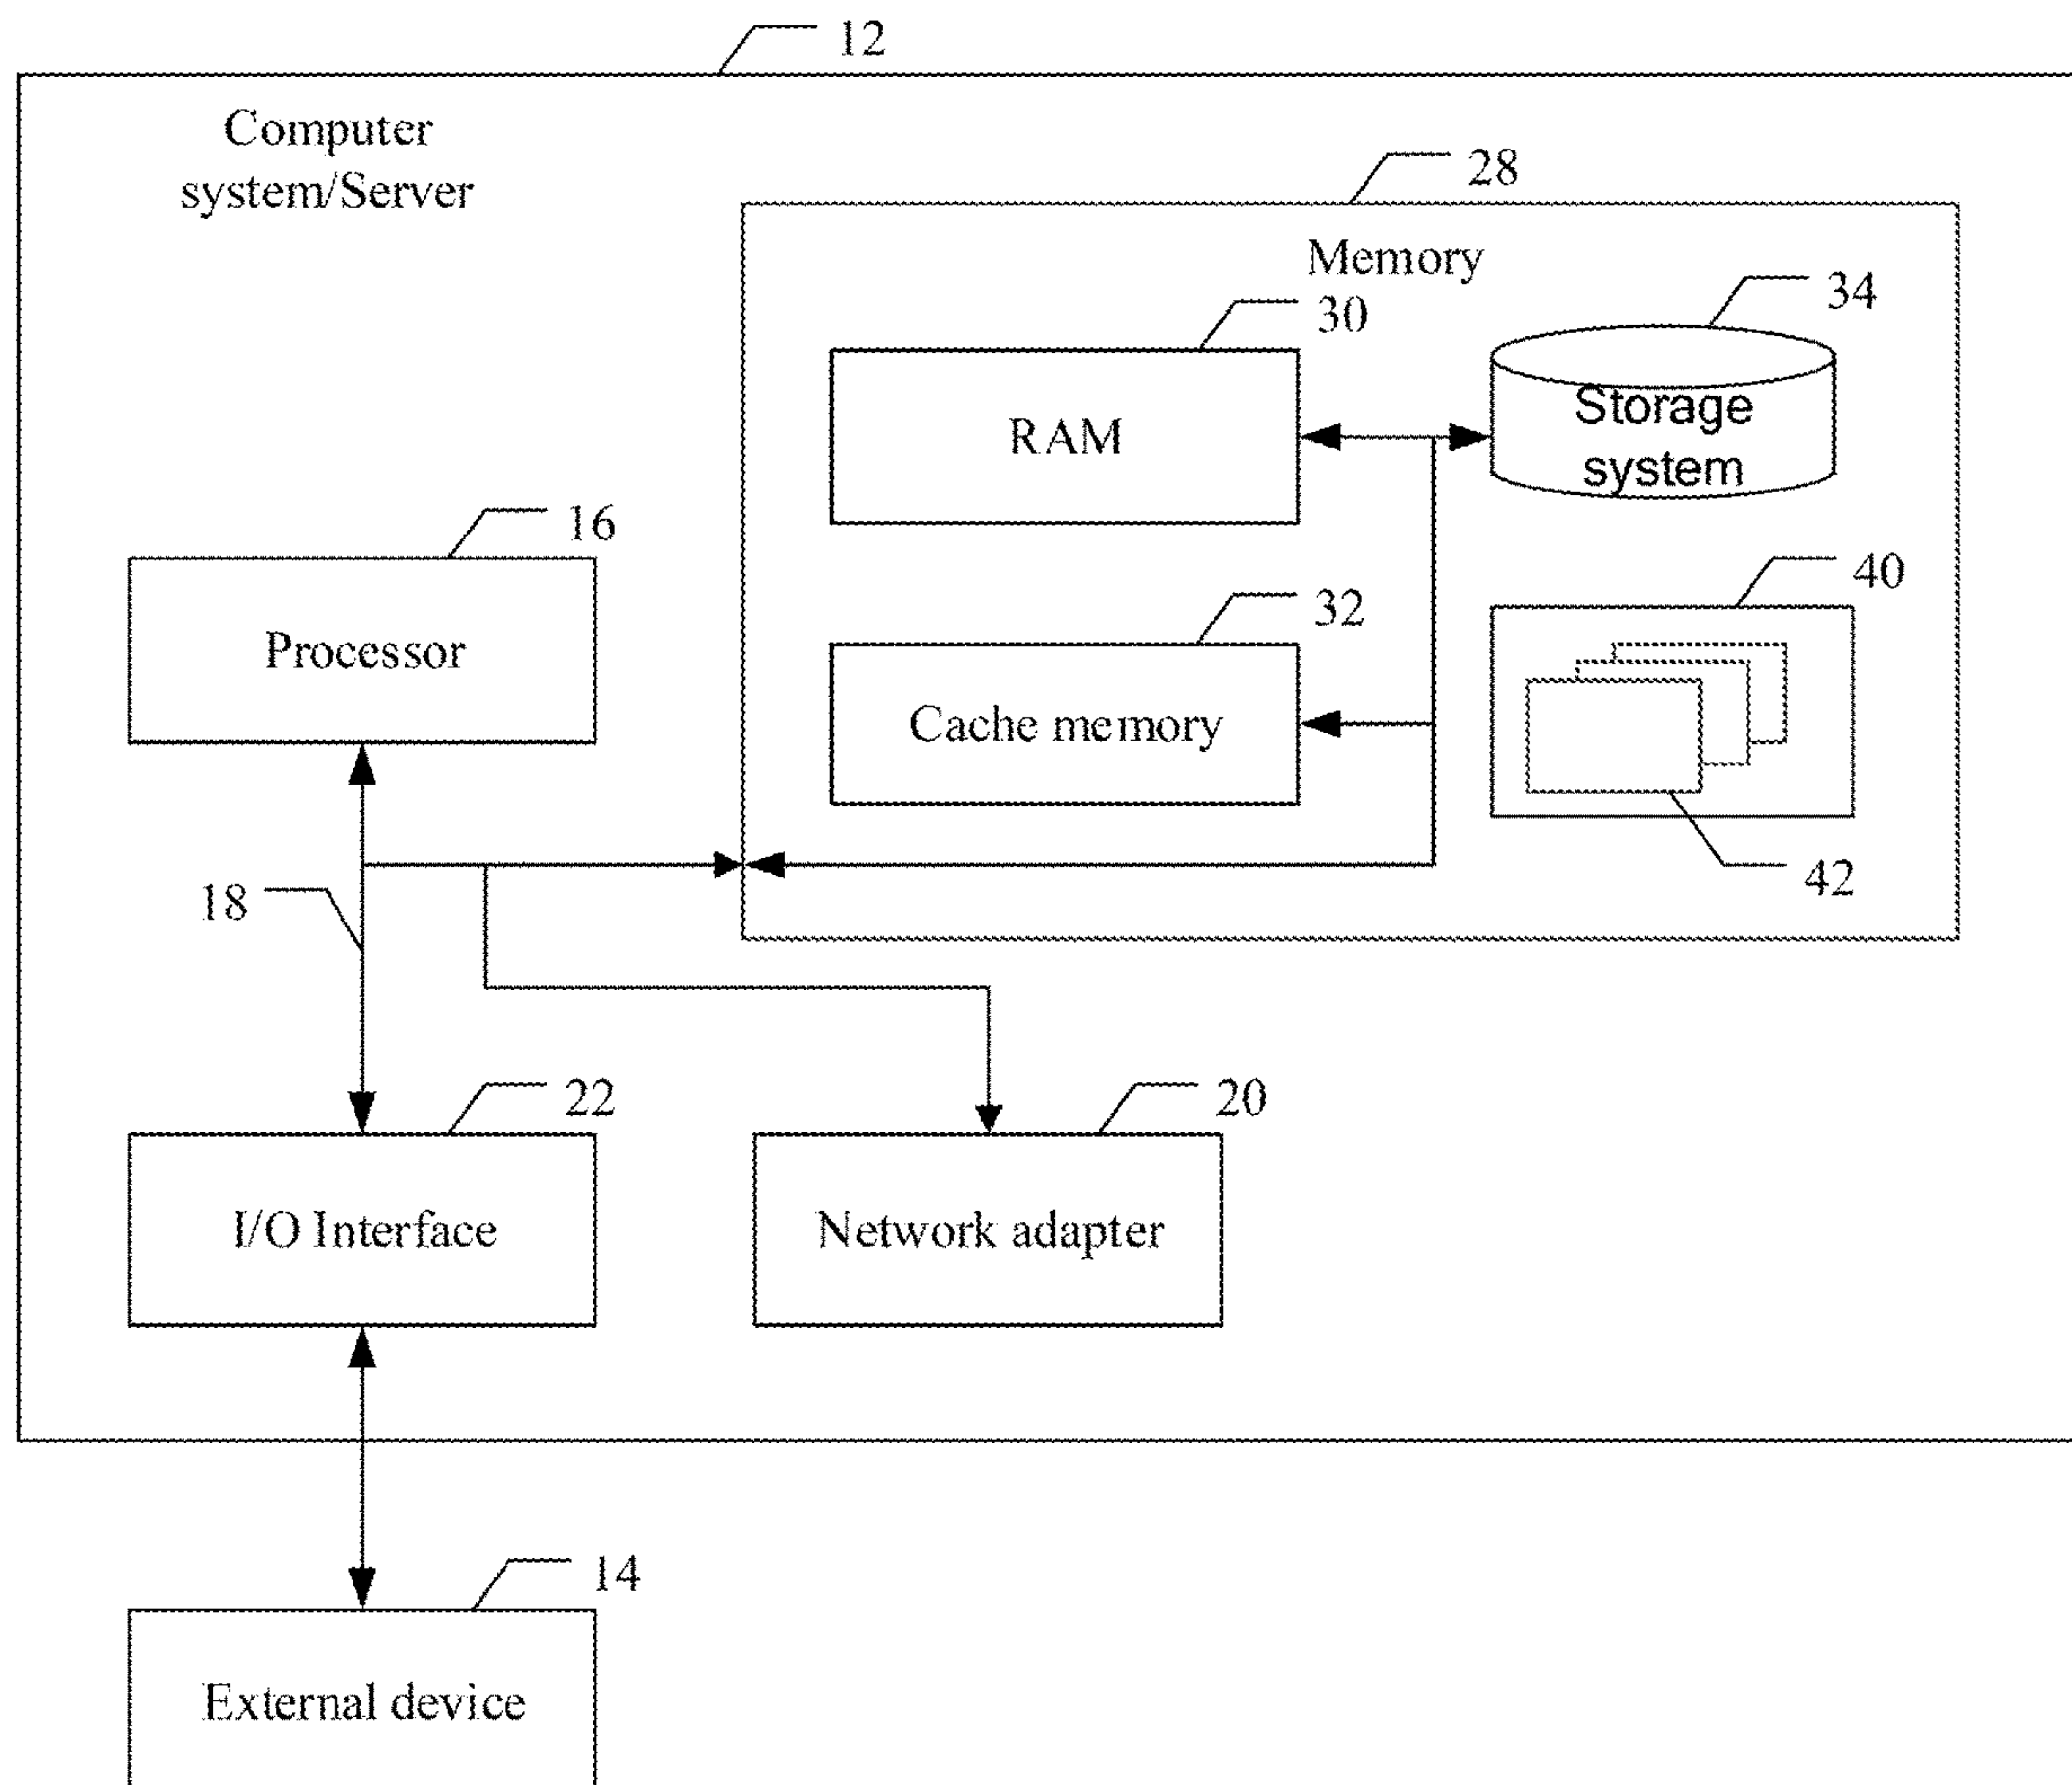 12
Computer
system/Server
28
Memory
34
30
RAM
Storage
system
16
40
Processor
32
Cache memory
42
18
22
20
I/O Interface
Network adapter
14
External device